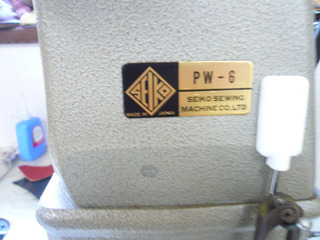 SEIKO
MADE IN JAPAN
PW-6
SEIKO SEWING
MACHINE CO., LTD